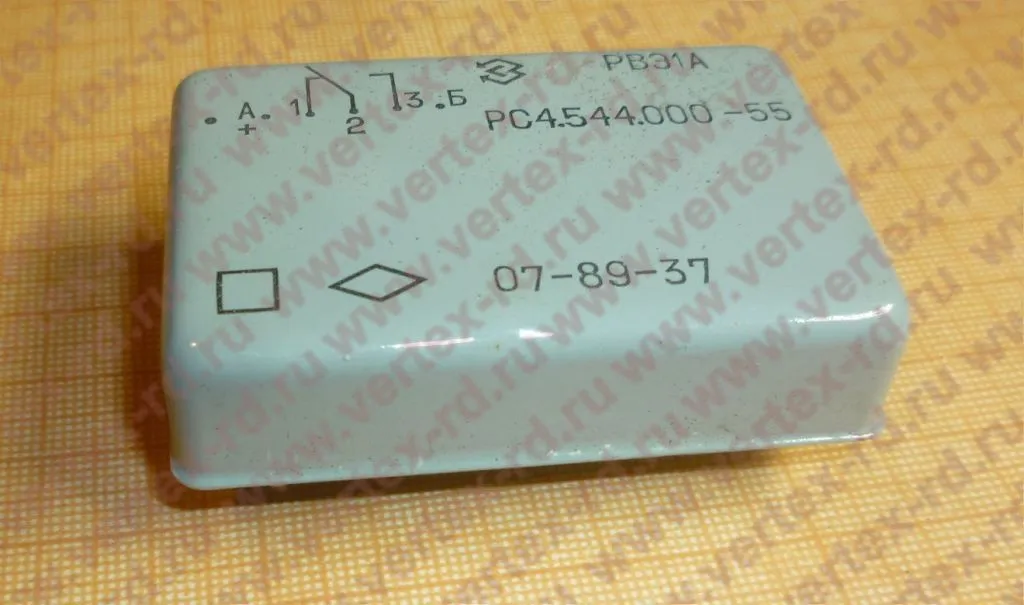 РВЭ1А
А. 1 2 3 .Б
+
РС4.544.000-55
07-89-37
www.vertex-rd.ru